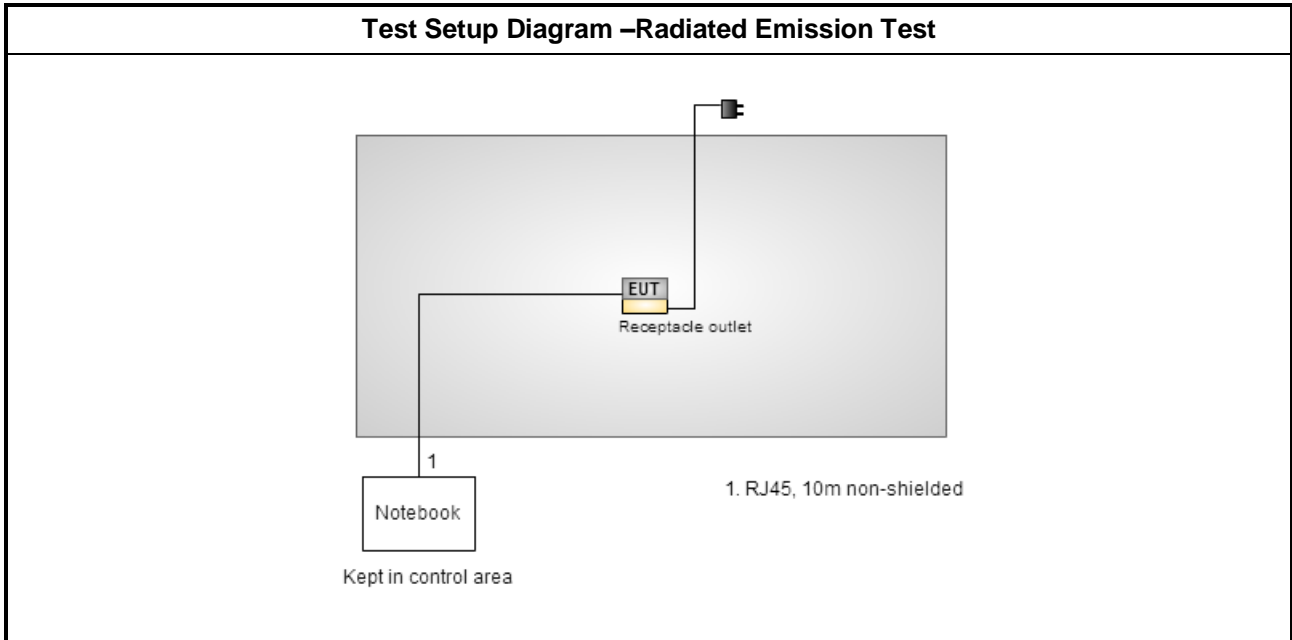 Test Setup Diagram –Radiated Emission Test
EUT
Receptacle outlet
1
1. RJ45, 10m non-shielded
Notebook
Kept in control area